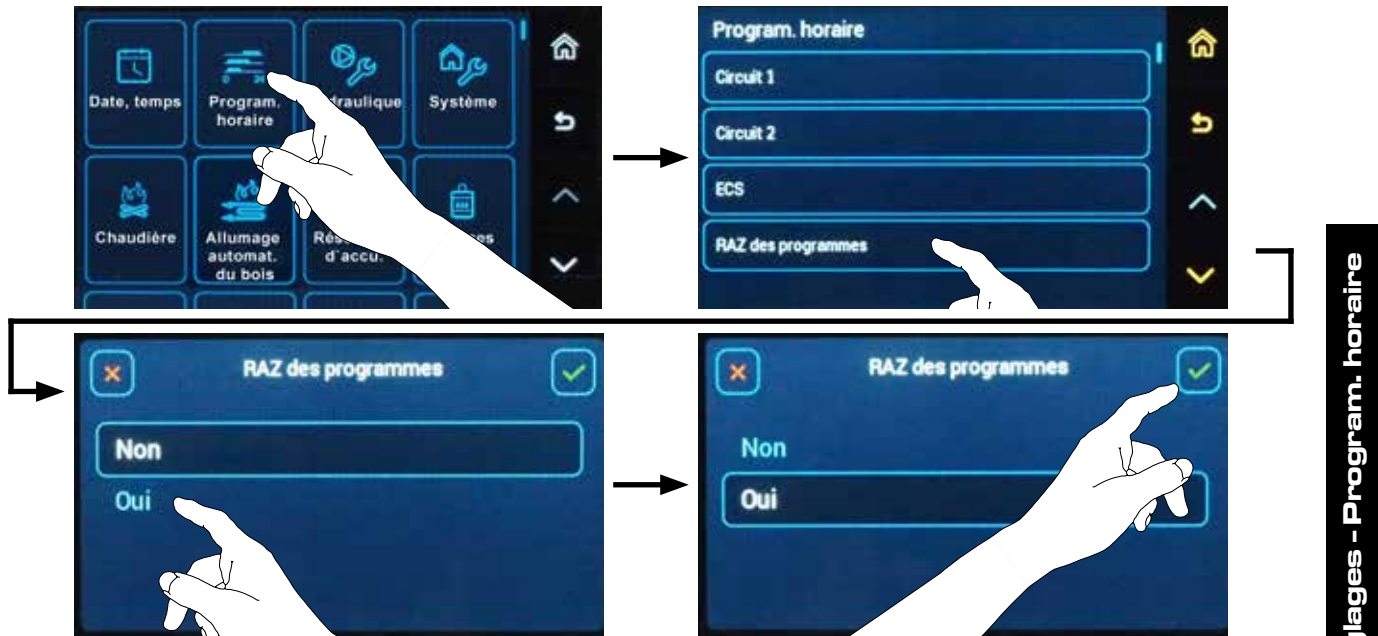 Date, temps
Program.
horaire
Système
Chaudière
Allumage
automat.
du bois
d'accu.
Program. horaire
Circuit 1
Circuit 2
ECS
RAZ des programmes
RAZ des programmes
Non
Oui
RAZ des programmes
Non
Oui
- Program. horaire